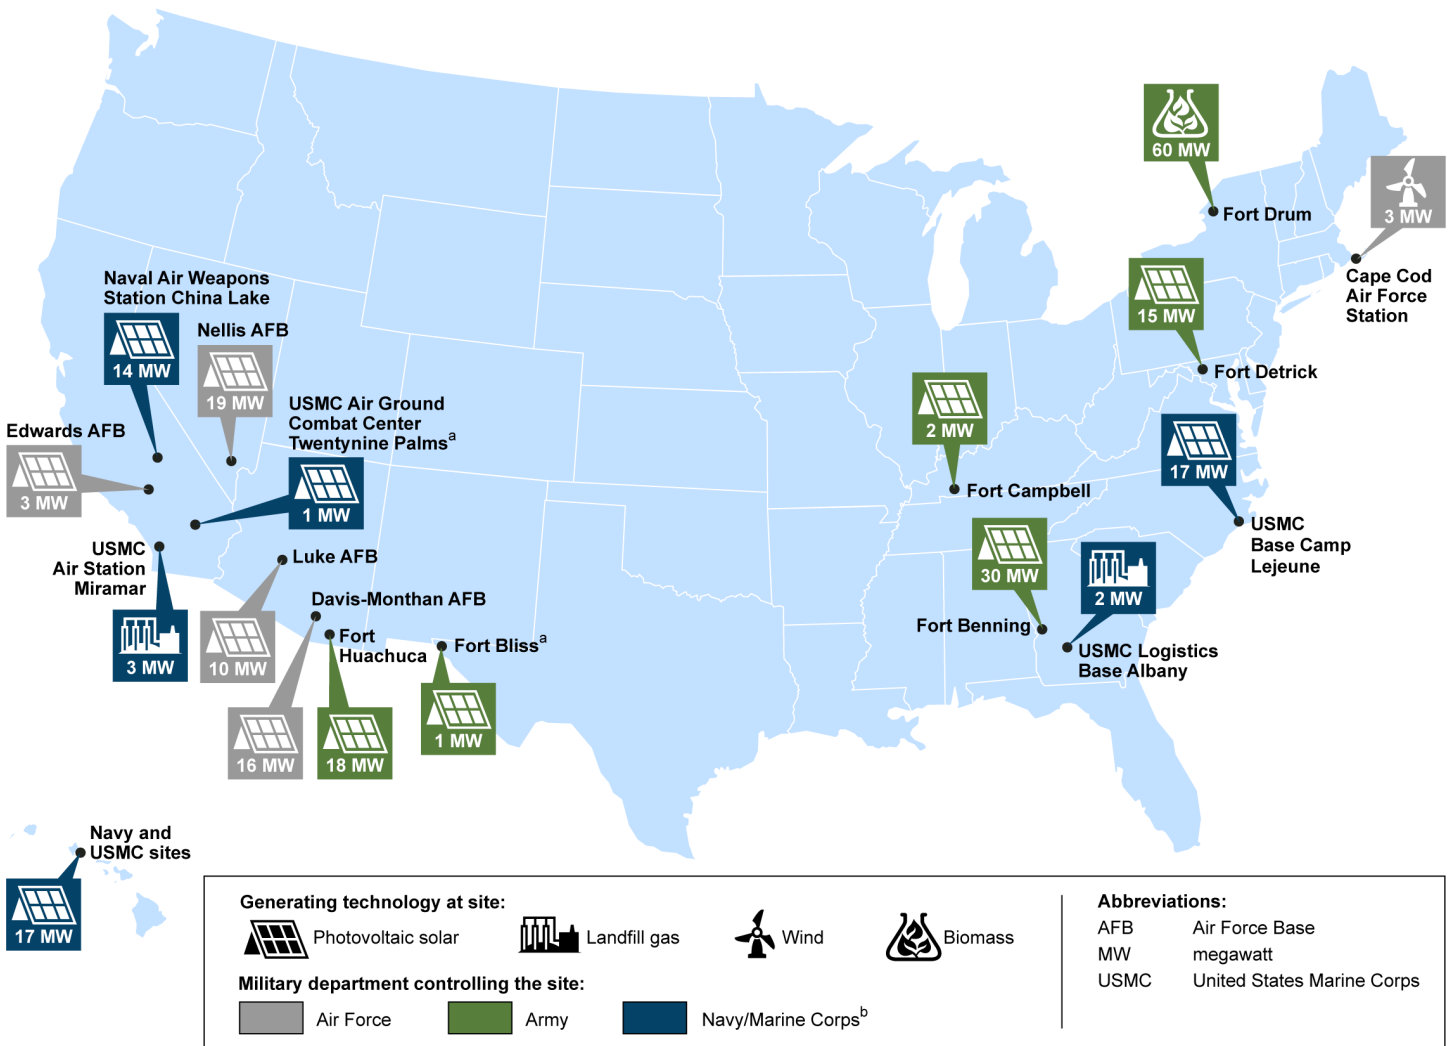 60 MW
Fort Drum
3 MW
Cape Cod
Air Force
Station
15 MW
Fort Detrick
Naval Air Weapons
Station China Lake
14 MW
Nellis AFB
19 MW
USMC Air Ground
Combat Center
Twentynine Palmsa
1 MW
Edwards AFB
3 MW
2 MW
Fort Campbell
17 MW
USMC
Base Camp
Lejeune
USMC
Air Station
Miramar
3 MW
Luke AFB
10 MW
Davis-Monthan AFB
16 MW
Fort
Huachuca
18 MW
Fort Blissa
1 MW
30 MW
Fort Benning
2 MW
USMC Logistics
Base Albany
Navy and
USMC sites
17 MW
Generating technology at site:
Photovoltaic solar
Landfill gas
Wind
Biomass
Military department controlling the site:
Air Force
Army
Navy/Marine Corpsb
Abbreviations:
AFB Air Force Base
MW megawatt
USMC United States Marine Corps